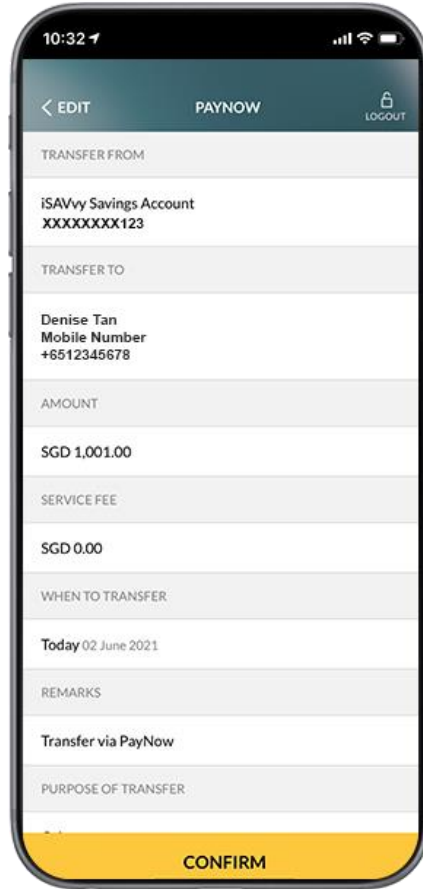 10:32
EDIT
PAYNOW
LOGOUT
TRANSFER FROM
iSAVvy Savings Account
XXXXXXXX123
TRANSFER TO
Denise Tan
Mobile Number
+6512345678
AMOUNT
SGD 1,001.00
SERVICE FEE
SGD 0.00
WHEN TO TRANSFER
Today 02 June 2021
REMARKS
Transfer via PayNow
PURPOSE OF TRANSFER
CONFIRM